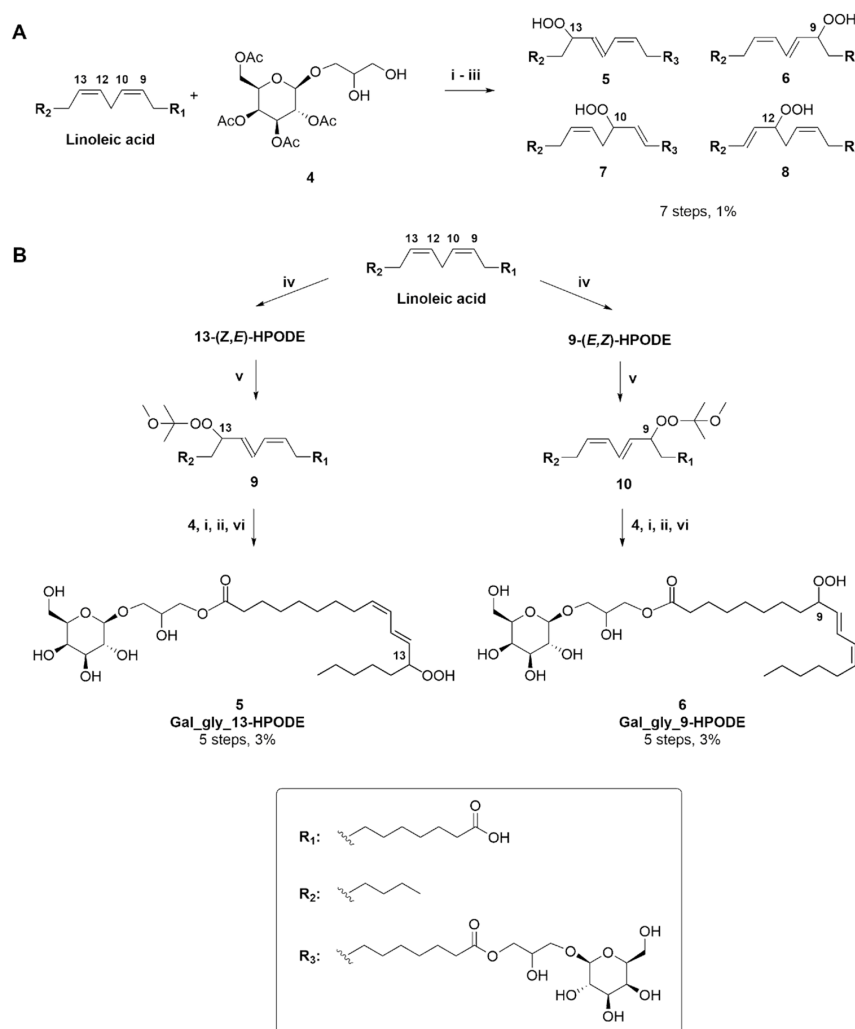 A
13 10 9
R2 R1
Linoleic acid
+
OAc
O
O
OH
OH
OAc
OAc
OAc
4
i - iii
HOO
13
R2 R3
5
OOH
9
R2 R
6
HOO
10
R2 R3
7
OOH
12
R2 R
8
7 steps, 1%
B
13 12 10 9
R2 R1
Linoleic acid
iv iv
13-(Z,E)-HPODE 9-(E,Z)-HPODE
v v
O
OO
13
R2 R1
9
9
OO
O
R2 R1
10
4, i, ii, vi 4, i, ii, vi
OH
O
O
OH
O
O
OH
OH
OH
13
OOH
5
Gal_gly_13-HPODE
5 steps, 3%
OH
O
O
OH
O
O
OH
OH
OH
OOH
9
6
Gal_gly_9-HPODE
5 steps, 3%
R1:
O
OH
R2:
R3:
O
O
OH
O
O
OH
HO
OH
OH